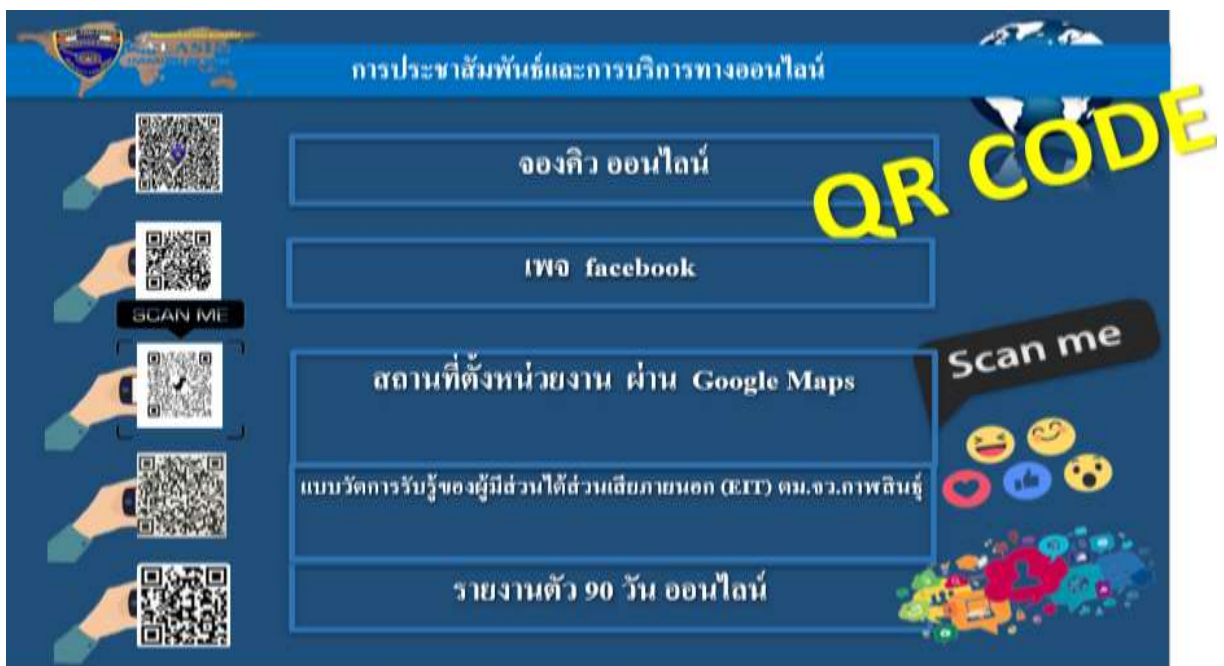 IMMIGRATION
การประชาสัมพันธ์และการบริการทางออนไลน์
QR CODE
จองคิว ออนไลน์
เพจ facebook
SCAN ME
สถานที่ตั้งหน่วยงาน ผ่าน Google Maps
Scan me
แบบวัดการรับรู้ของผู้มีส่วนได้ส่วนเสียภายนอก (EIT) ตม.จว.กาฬสินธุ์
รายงานตัว 90 วัน ออนไลน์